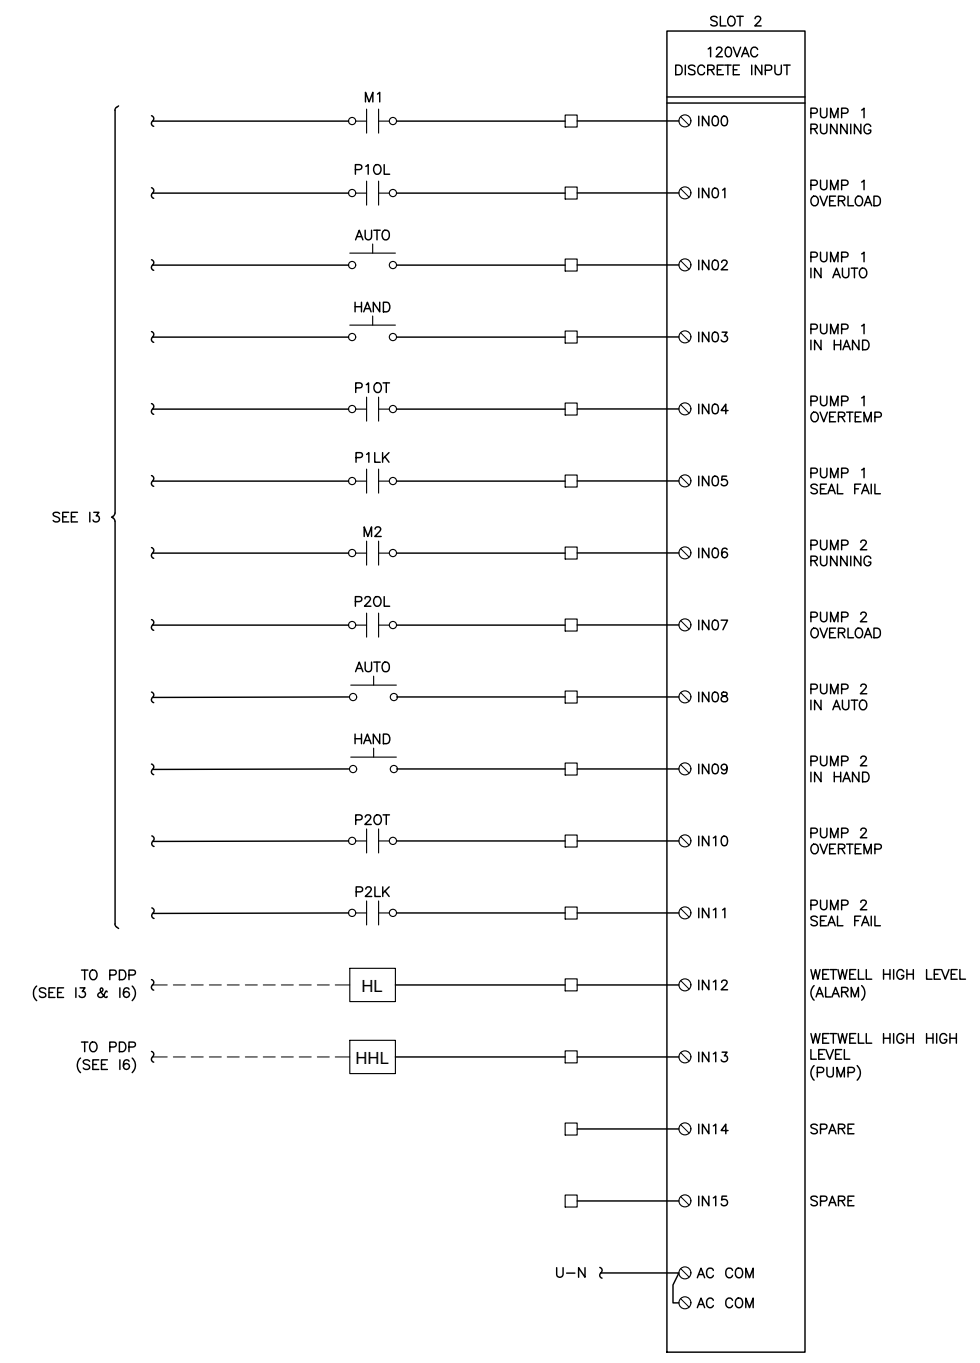 SLOT 2
120VAC
DISCRETE INPUT
M1
IN00
PUMP 1
RUNNING
P1OL
IN01
PUMP 1
OVERLOAD
AUTO
IN02
PUMP 1
IN AUTO
HAND
IN03
PUMP 1
IN HAND
P1OT
IN04
PUMP 1
OVERTEMP
P1LK
IN05
PUMP 1
SEAL FAIL
SEE I3
M2
IN06
PUMP 2
RUNNING
P2OL
IN07
PUMP 2
OVERLOAD
AUTO
IN08
PUMP 2
IN AUTO
HAND
IN09
PUMP 2
IN HAND
P2OT
IN10
PUMP 2
OVERTEMP
P2LK
IN11
PUMP 2
SEAL FAIL
TO PDP
(SEE I3 & I6)
HL
IN12
WETWELL HIGH LEVEL
(ALARM)
TO PDP
(SEE I6)
HHL
IN13
WETWELL HIGH HIGH
LEVEL
(PUMP)
IN14
SPARE
IN15
SPARE
U-N
AC COM
AC COM